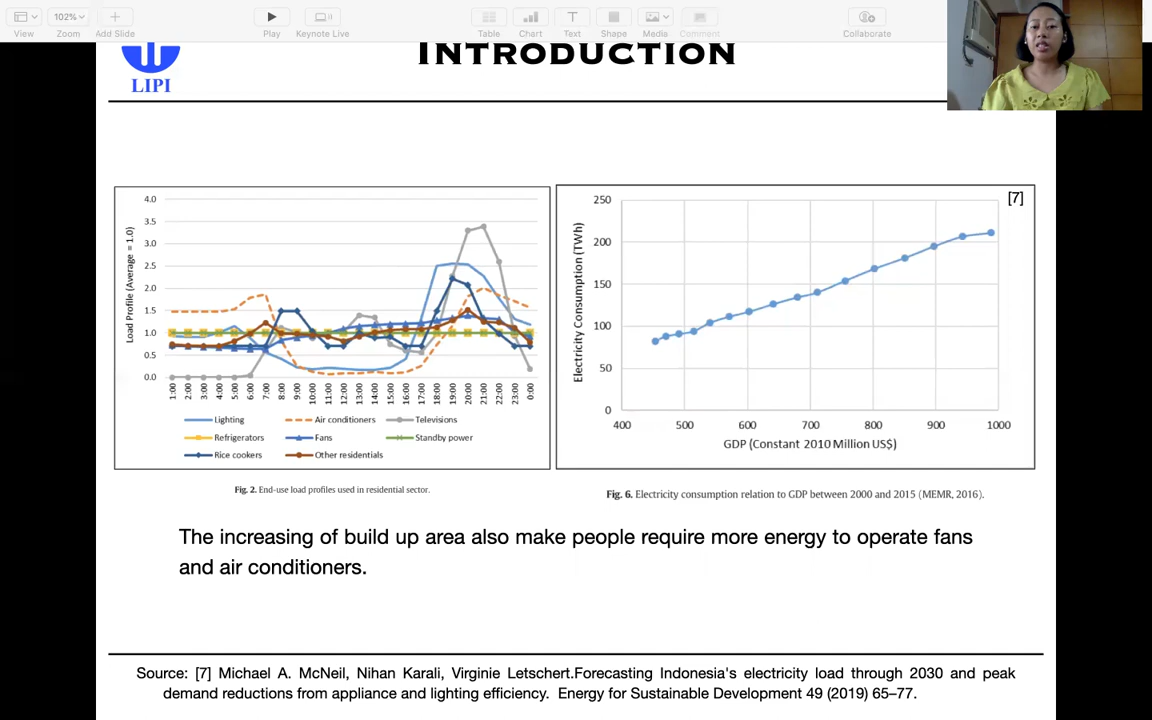 102%
View Zoom Add Slide Play Keynote Live Table Chart Text Shape Media Comment Collaborate
INTRODUCTION
LIPI
4.0
3.5
3.0
2.5
2.0
1.5
1.0
0.5
0.0
Load Profile (Average = 1.0)
1:00 2:00 3:00 4:00 5:00 6:00 7:00 8:00 9:00 10:00 11:00 12:00 13:00 14:00 15:00 16:00 17:00 18:00 19:00 20:00 21:00 22:00 23:00 0:00
Lighting Air conditioners Televisions
Refrigerators Fans Standby power
Rice cookers Other residentials
Fig. 2. End-use load profiles used in residential sector.
[7]
250
200
150
100
50
0
Electricity Consumption (TWh)
400 500 600 700 800 900 1000
GDP (Constant 2010 Million US$)
Fig. 6. Electricity consumption relation to GDP between 2000 and 2015 (MEMR, 2016).
The increasing of build up area also make people require more energy to operate fans
and air conditioners.
Source: [7] Michael A. McNeil, Nihan Karali, Virginie Letschert.Forecasting Indonesia's electricity load through 2030 and peak
demand reductions from appliance and lighting efficiency. Energy for Sustainable Development 49 (2019) 65–77.